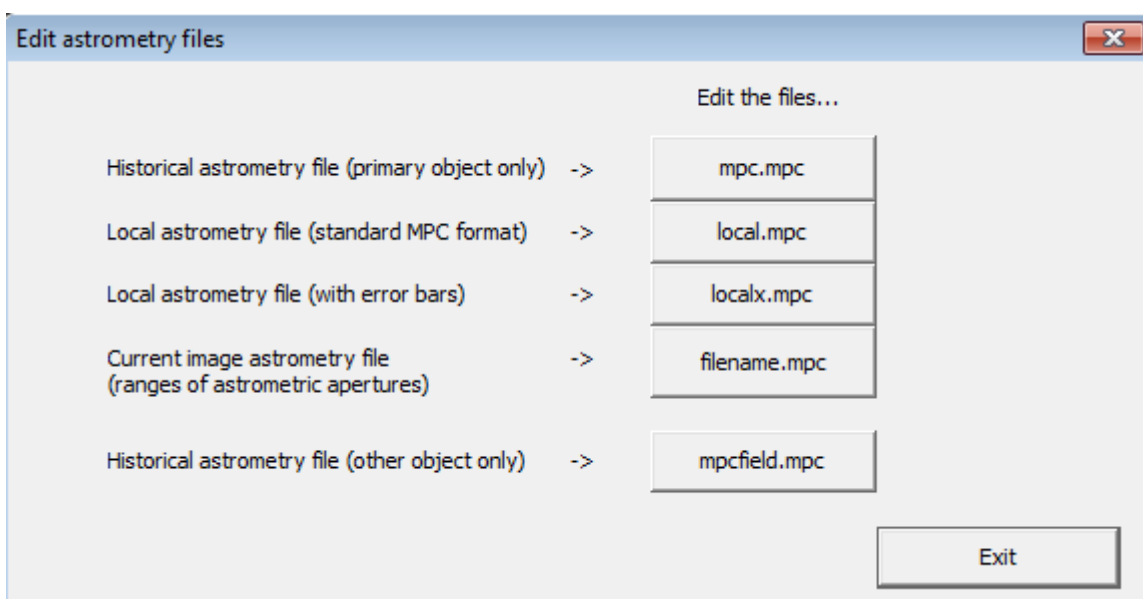 Edit astrometry files
Edit the files...
Historical astrometry file (primary object only) -> mpc.mpc
Local astrometry file (standard MPC format) -> local.mpc
Local astrometry file (with error bars) -> localx.mpc
Current image astrometry file -> filename.mpc
(ranges of astrometric apertures)
Historical astrometry file (other object only) -> mpcfield.mpc
Exit